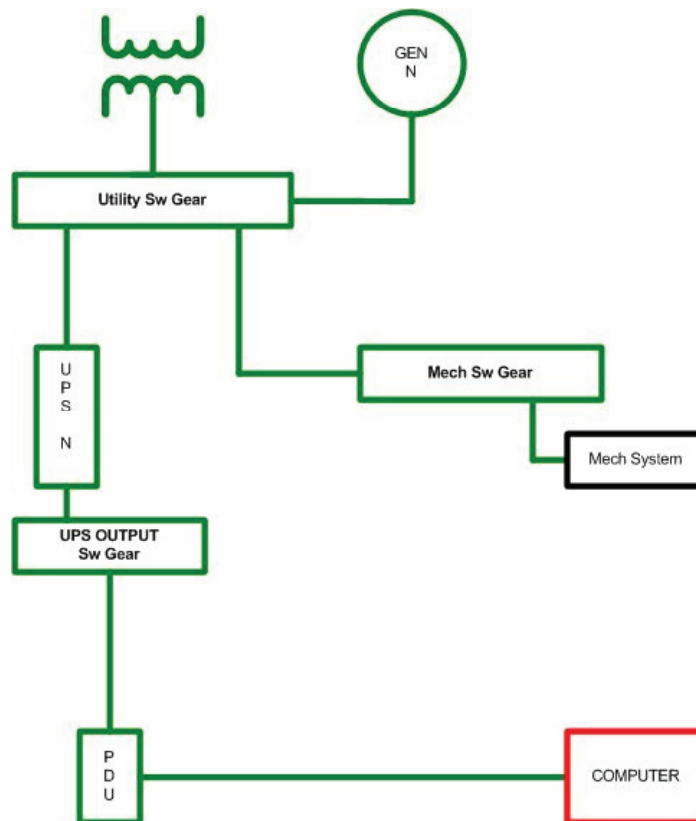 GEN
N
Utility Sw Gear
U
P
S
N
Mech Sw Gear
Mech System
UPS OUTPUT
Sw Gear
P
D
U
COMPUTER